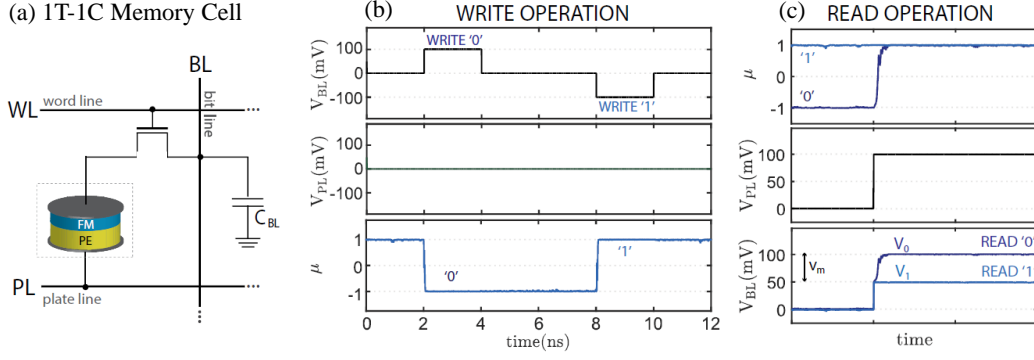 (a) 1T-1C Memory Cell
BL
WL
word line
bit line
FM
PE
C_BL
PL
plate line
(b) WRITE OPERATION
V_BL(mV)
100
0
-100
WRITE '0'
WRITE '1'
V_PL(mV)
100
0
-100
μ
1
0
-1
'0'
'1'
0 2 4 6 8 10 12
time(ns)
(c) READ OPERATION
μ
1
0
-1
'1'
'0'
V_PL(mV)
100
50
0
V_BL(mV)
100
50
0
V_m
V_0 READ '0'
V_1 READ '1
time